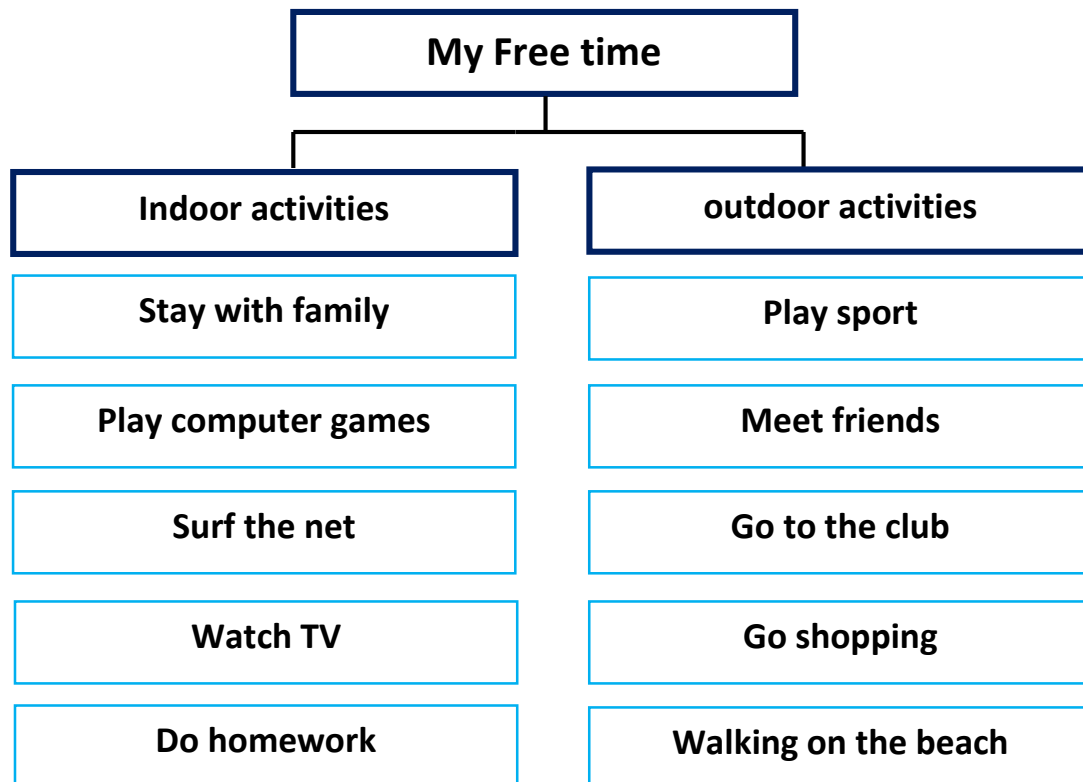 My Free time
Indoor activities
outdoor activities
Stay with family
Play sport
Play computer games
Meet friends
Surf the net
Go to the club
Watch TV
Go shopping
Do homework
Walking on the beach